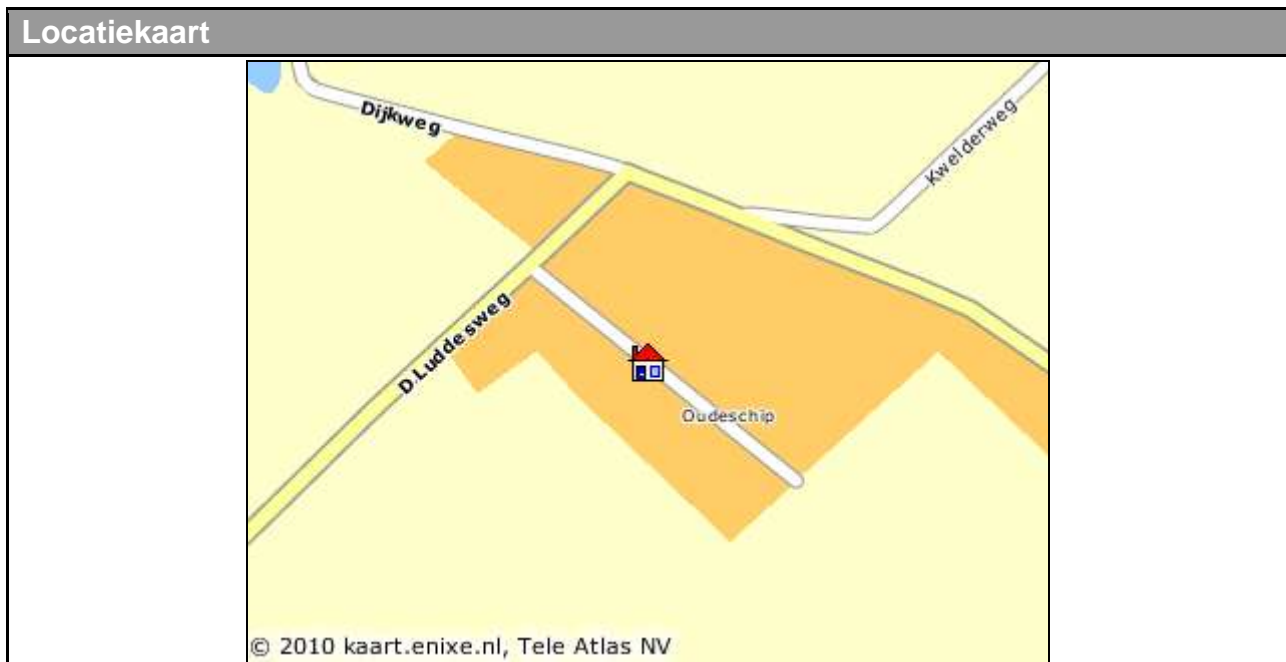 Locatiekaart
Dijkweg
Kwelderweg
D.Luddesweg
Oudeschip
© 2010 kaart.enixe.nl, Tele Atlas NV